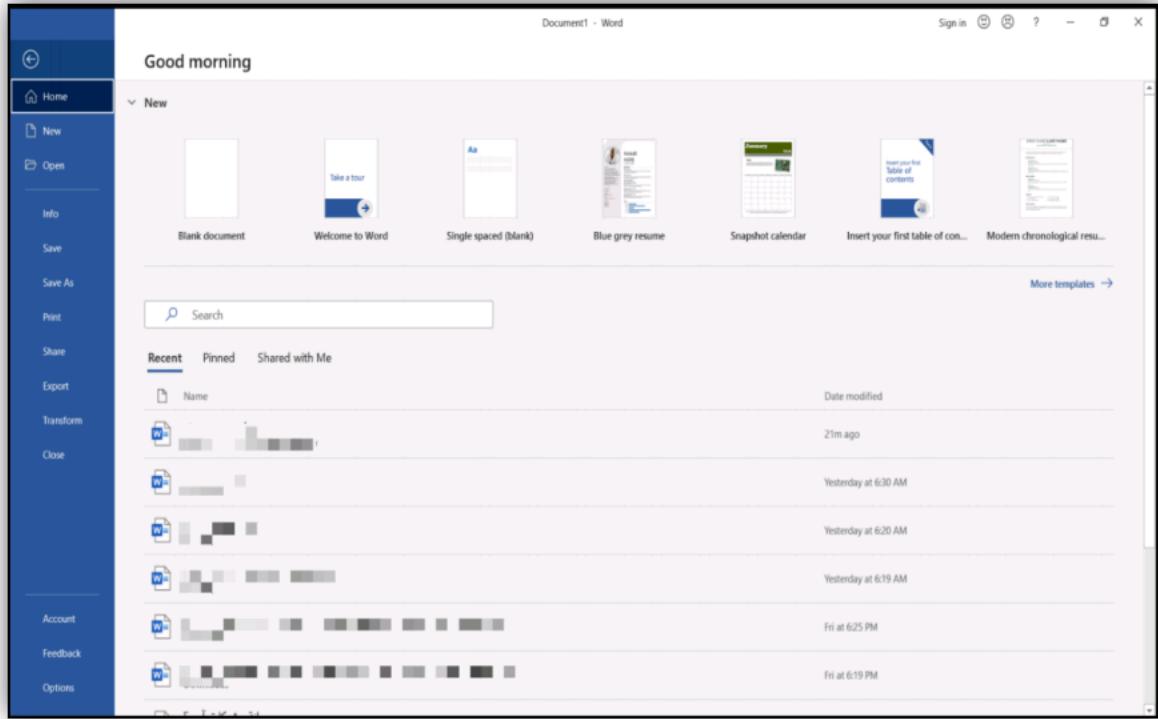 Document1 - Word
Sign in
?
Good morning
Home
New
Open
Info
Save
Save As
Print
Share
Export
Transform
Close
Account
Feedback
Options
New
Aa
Take a tour
Insert your first
Table of
contents
Blank document
Welcome to Word
Single spaced (blank)
Blue grey resume
Snapshot calendar
Insert your first table of con...
Modern chronological resu...
More templates
Search
Recent Pinned Shared with Me
Name Date modified
21m ago
Yesterday at 6:30 AM
Yesterday at 6:20 AM
Yesterday at 6:19 AM
Fri at 6:25 PM
Fri at 6:19 PM